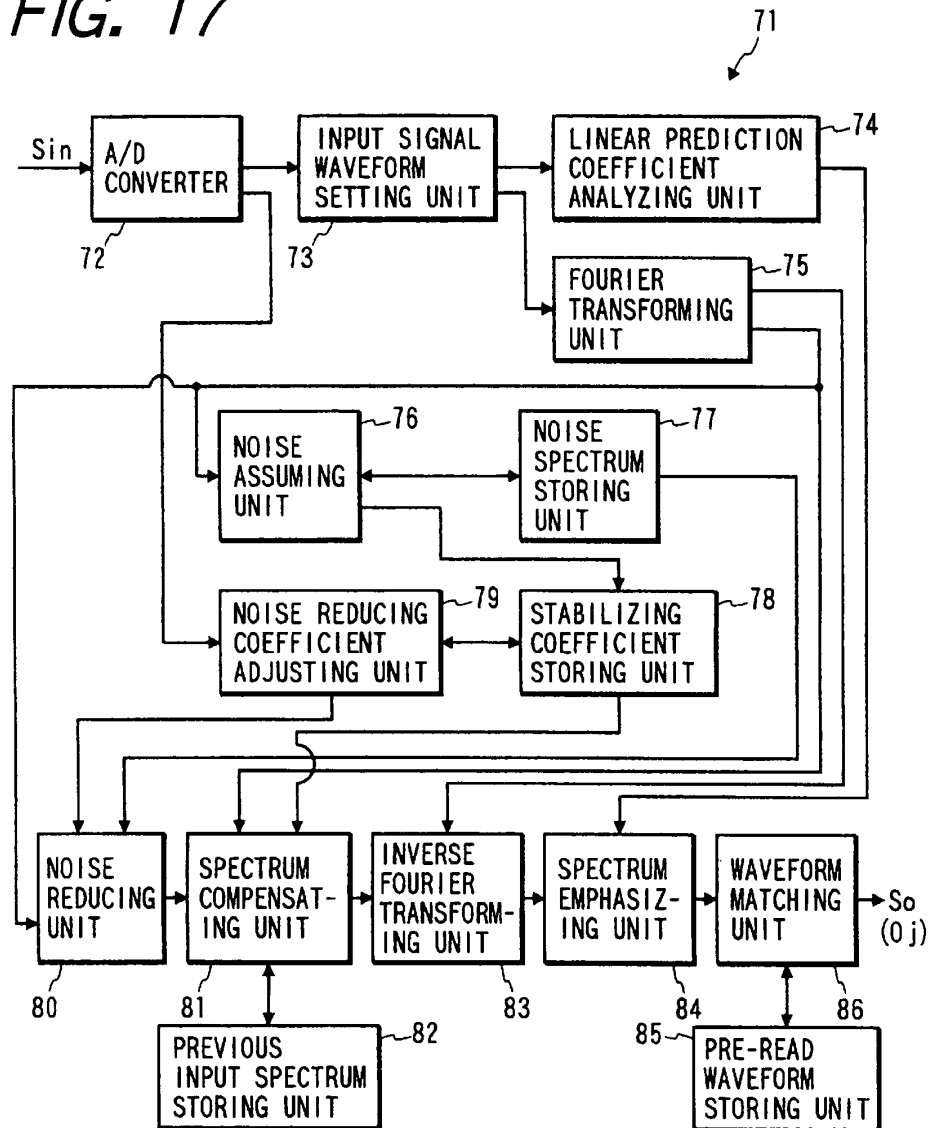 FIG. 17
71
Sin
A/D
CONVERTER
72
INPUT SIGNAL
WAVEFORM
SETTING UNIT
73
LINEAR PREDICTION
COEFFICIENT
ANALYZING UNIT
74
FOURIER
TRANSFORMING
UNIT
75
NOISE
ASSUMING
UNIT
76
NOISE
SPECTRUM
STORING
UNIT
77
NOISE REDUCING
COEFFICIENT
ADJUSTING UNIT
79
STABILIZING
COEFFICIENT
STORING UNIT
78
NOISE
REDUCING
UNIT
80
SPECTRUM
COMPENSAT-
ING UNIT
81
INVERSE
FOURIER
TRANSFORM-
ING UNIT
83
SPECTRUM
EMPHASIZ-
ING UNIT
84
WAVEFORM
MATCHING
UNIT
86
So
(Oj)
PREVIOUS
INPUT SPECTRUM
STORING UNIT
82
85
PRE-READ
WAVEFORM
STORING UNIT